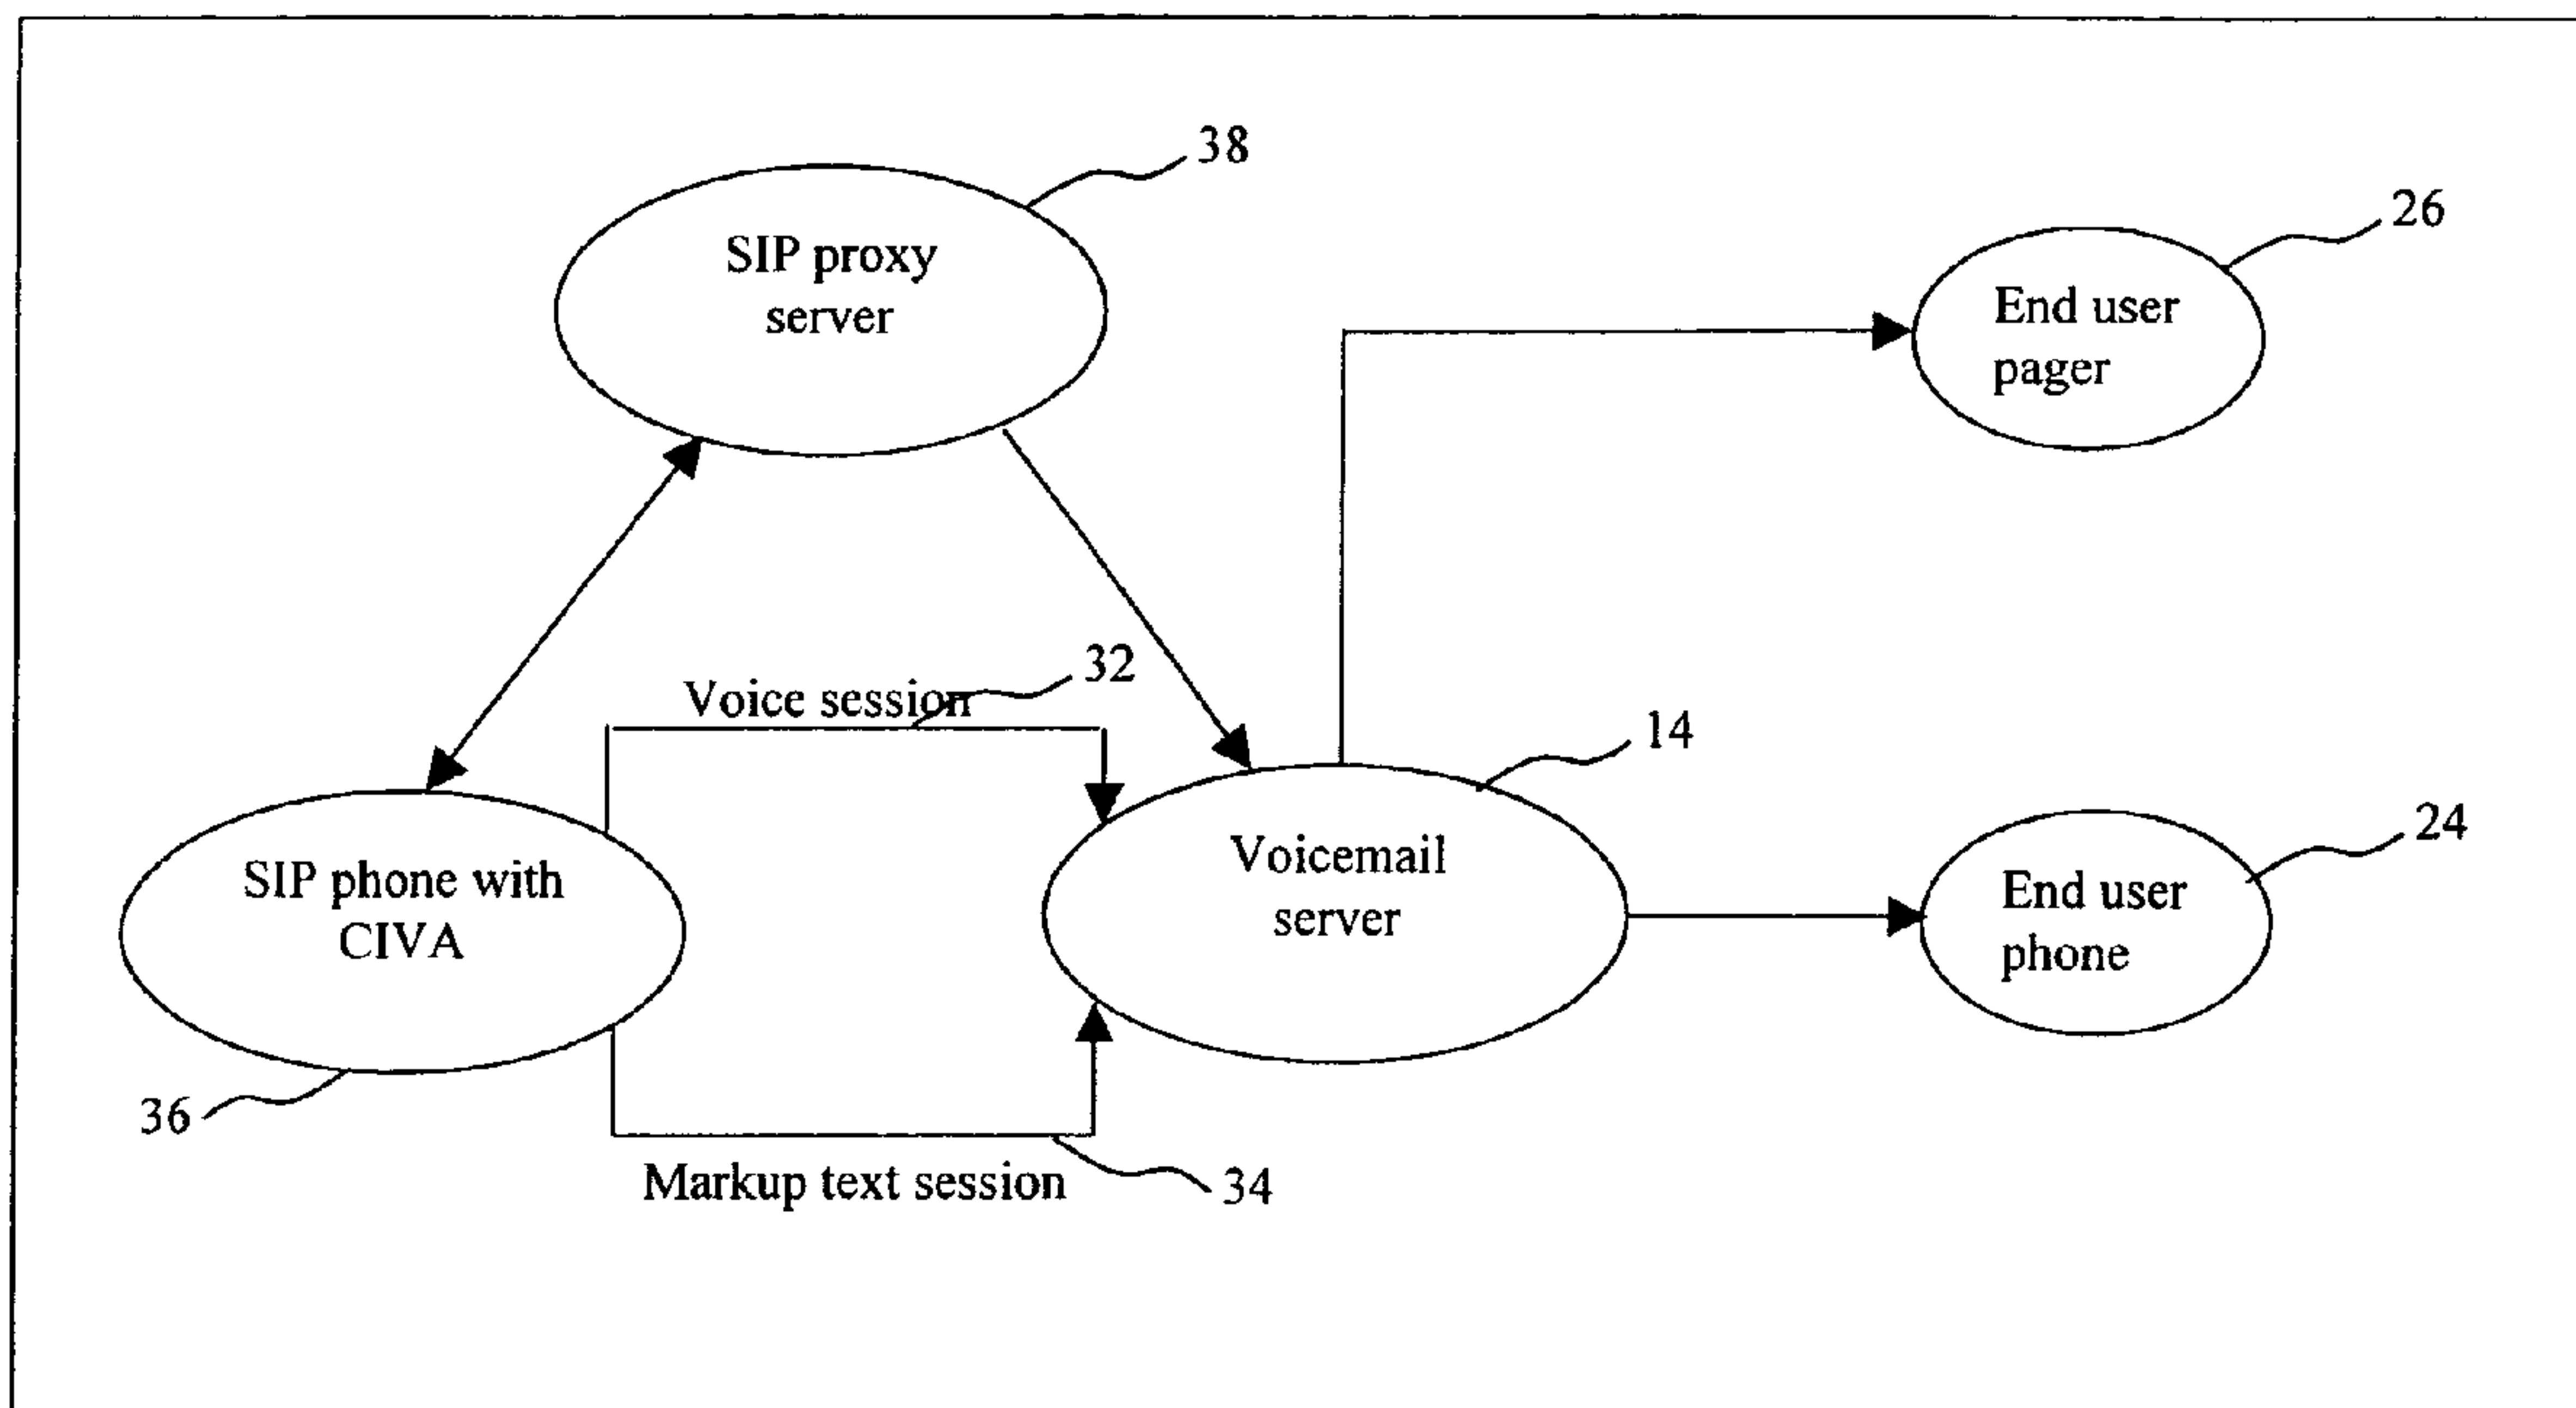 38
SIP proxy
server
26
End user
pager
32
Voice session
14
Voicemail
server
24
End user
phone
SIP phone with
CIVA
36
Markup text session
34